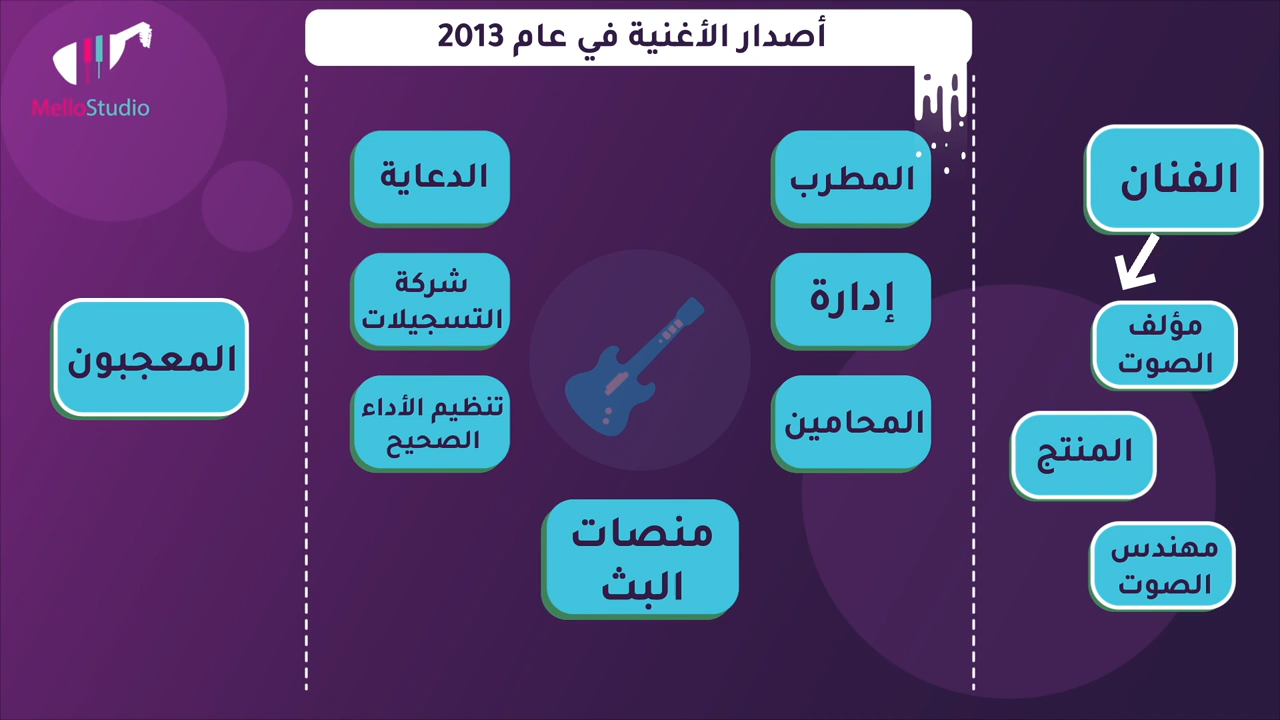 أصدار الأغنية في عام 2013
MelloStudio
الفنان
مؤلف
الصوت
المنتج
مهندس
الصوت
المطرب
إدارة
المحامين
الدعاية
شركة
التسجيلات
تنظيم الأداء
الصحيح
منصات
البث
المعجبون